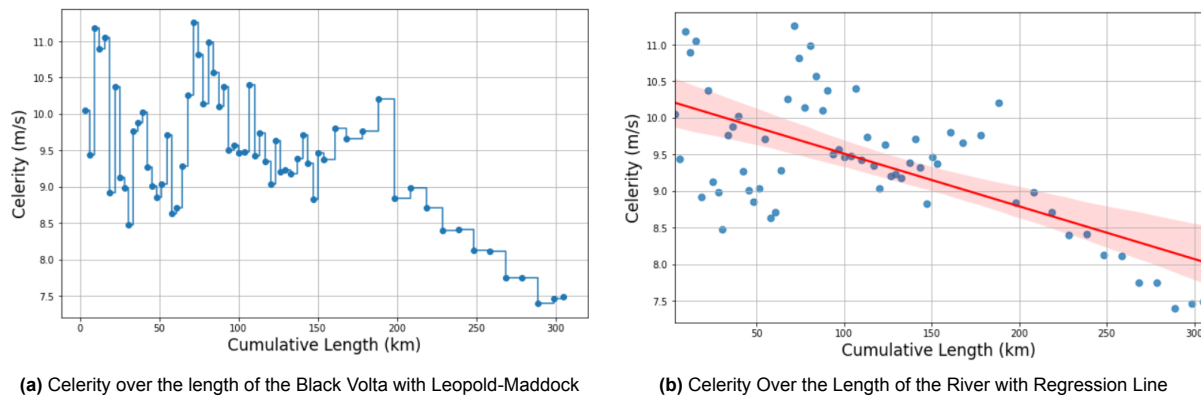 11.0
10.5
10.0
9.5
9.0
8.5
8.0
7.5
Celerity (m/s)
0 50 100 150 200 250 300
Cumulative Length (km)
(a) Celerity over the length of the Black Volta with Leopold-Maddock
11.0
10.5
10.0
9.5
9.0
8.5
8.0
7.5
Celerity (m/s)
50 100 150 200 250 300
Cumulative Length (km)
(b) Celerity Over the Length of the River with Regression Line